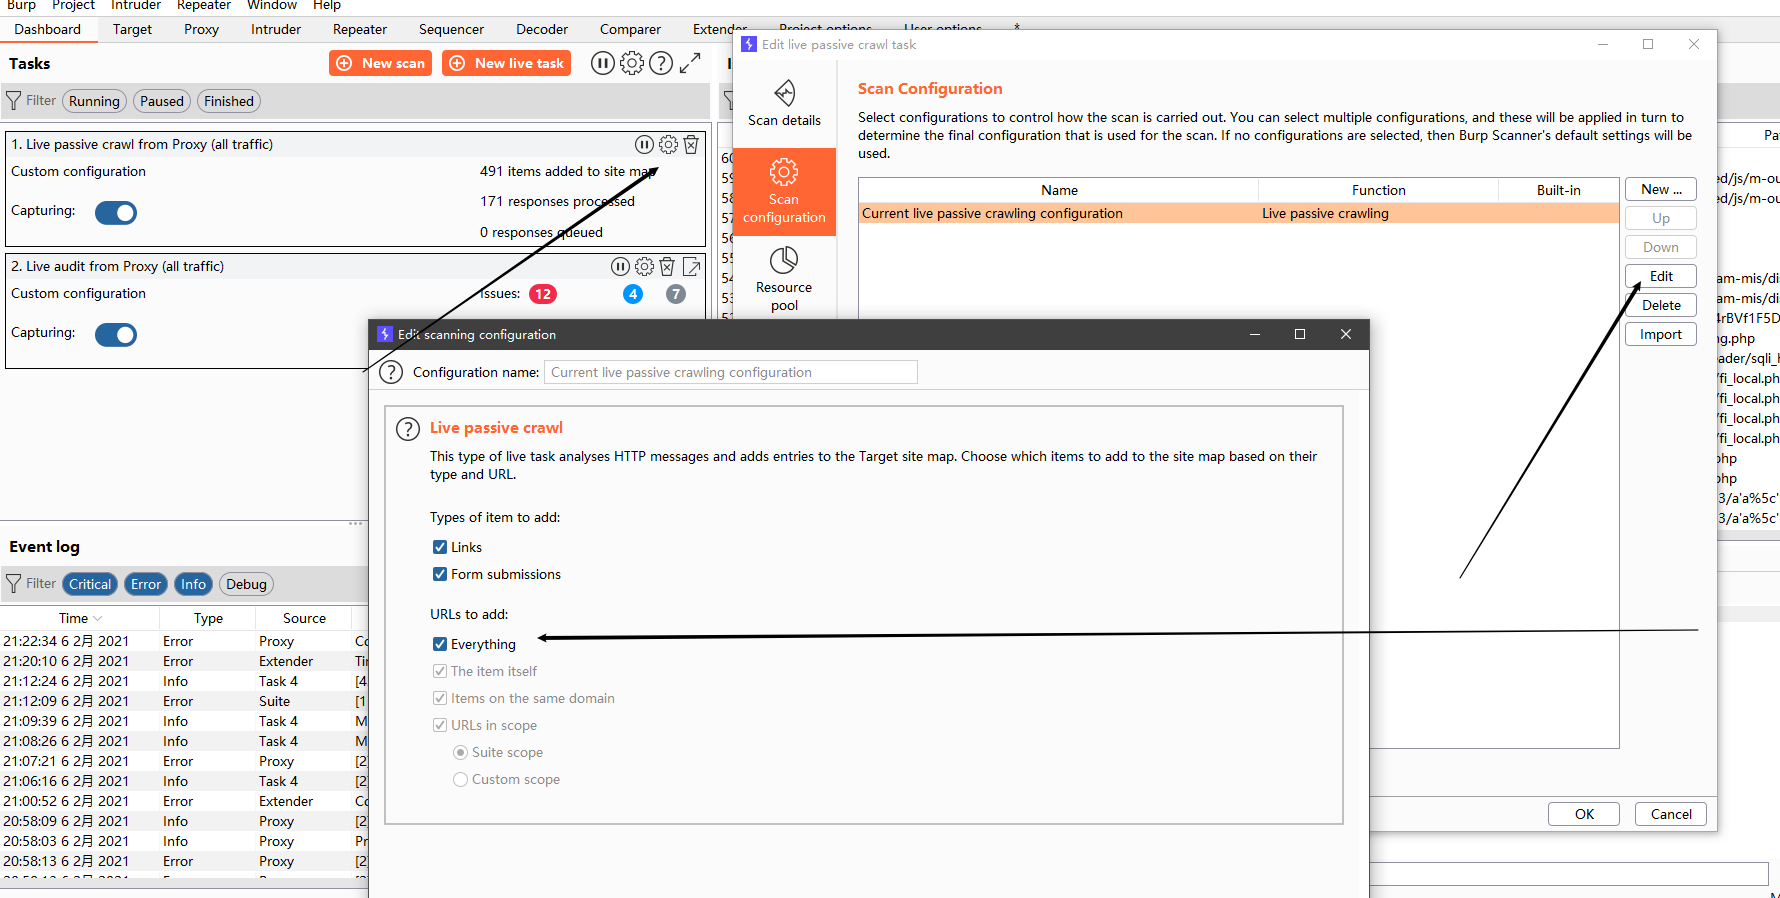 Burp Project Intruder Repeater Window Help
Dashboard Target Proxy Intruder Repeater Sequencer Decoder Comparer Extender Project options User options
Tasks
New scan
New live task
Filter Running Paused Finished
1. Live passive crawl from Proxy (all traffic)
Custom configuration
491 items added to site map
171 responses processed
Capturing:
0 responses queued
2. Live audit from Proxy (all traffic)
Custom configuration
Issues: 12 4 7
Capturing:
Event log
Filter Critical Error Info Debug
Time Type Source
21:22:34 6 2月 2021 Error Proxy Co
21:20:10 6 2月 2021 Error Extender Tir
21:12:24 6 2月 2021 Info Task 4 [4
21:12:09 6 2月 2021 Error Suite [1
21:09:39 6 2月 2021 Info Task 4 M
21:08:26 6 2月 2021 Info Task 4 M
21:07:21 6 2月 2021 Error Proxy [2
21:06:16 6 2月 2021 Info Task 4 [2
21:00:52 6 2月 2021 Error Extender Co
20:58:09 6 2月 2021 Info Proxy [2
20:58:03 6 2月 2021 Info Proxy Pr
20:58:13 6 2月 2021 Error Proxy [2
Edit live passive crawl task
Scan details
Scan
configuration
Resource
pool
Scan Configuration
Select configurations to control how the scan is carried out. You can select multiple configurations, and these will be applied in turn to
determine the final configuration that is used for the scan. If no configurations are selected, then Burp Scanner's default settings will be
used.
Name Function Built-in
Current live passive crawling configuration Live passive crawling
New ...
Up
Down
Edit
Delete
Import
OK
Cancel
Edit scanning configuration
Configuration name: Current live passive crawling configuration
Live passive crawl
This type of live task analyses HTTP messages and adds entries to the Target site map. Choose which items to add to the site map based on their
type and URL.
Types of item to add:
Links
Form submissions
URLs to add:
Everything
The item itself
Items on the same domain
URLs in scope
Suite scope
Custom scope
Pa
ed/js/m-ou
ed/js/m-ou
am-mis/di
am-mis/di
4rBVf1F5D
ng.php
ader/sqli_h
/fi_local.ph
/fi_local.ph
/fi_local.ph
/fi_local.ph
php
php
3/a'a%5c'
3/a'a%5c'